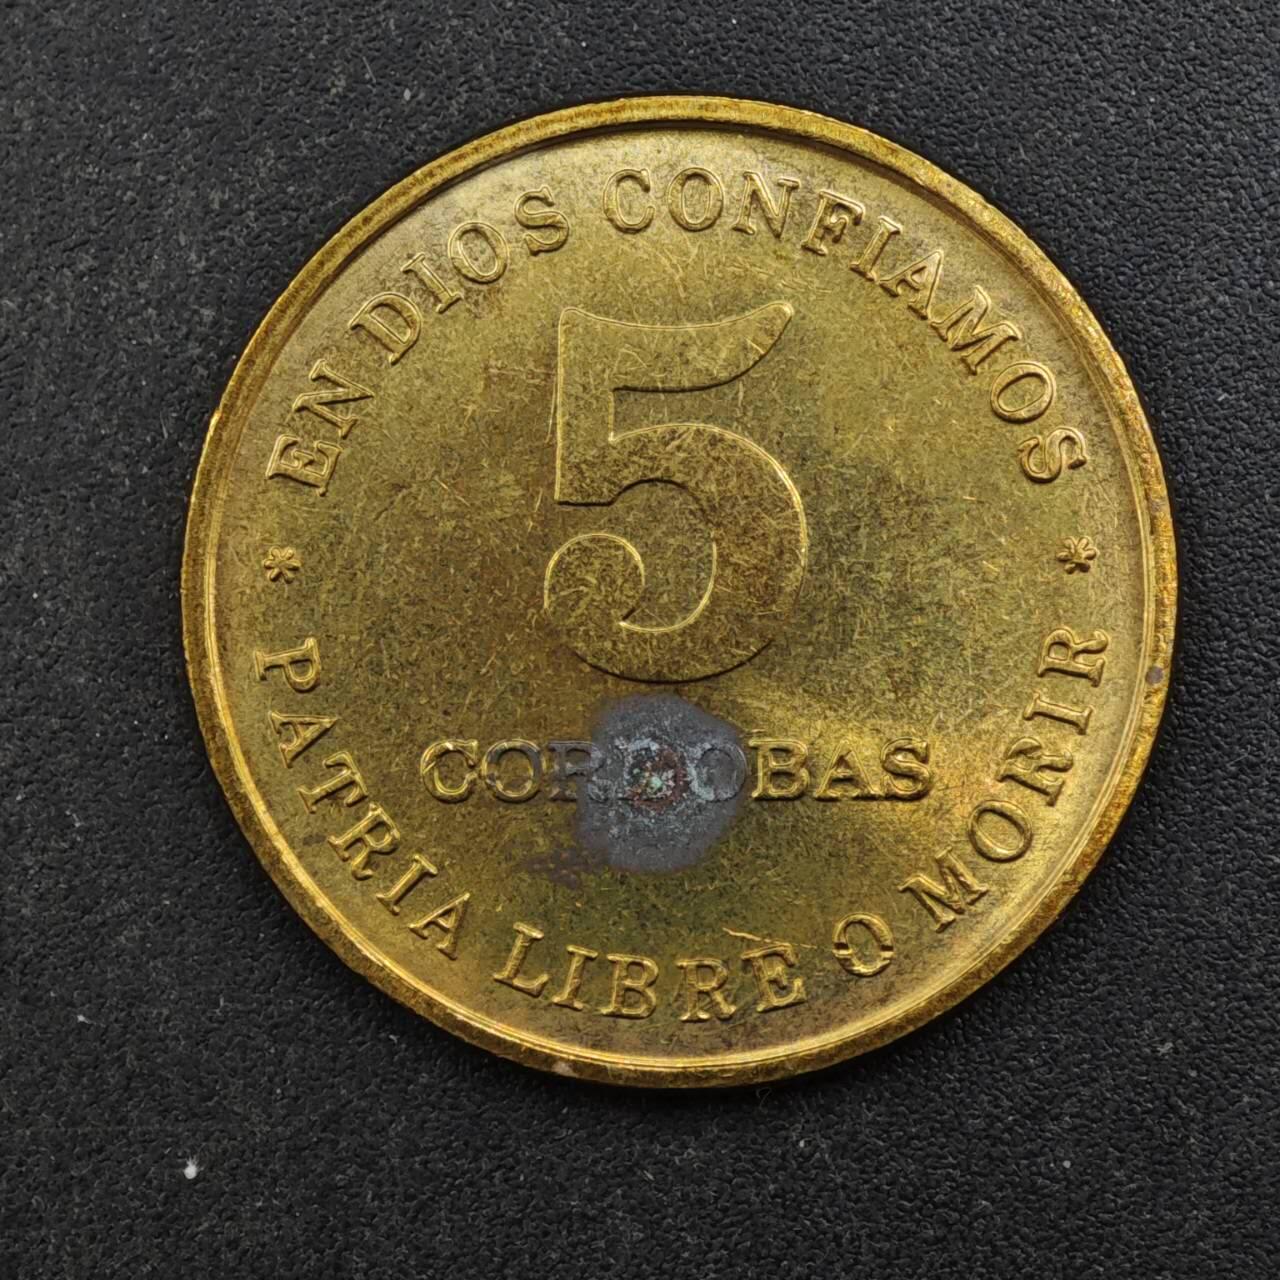 EN DIOS CONFIAMOS
5
CORDOBAS
* PATRIA LIBRE O MORIR *